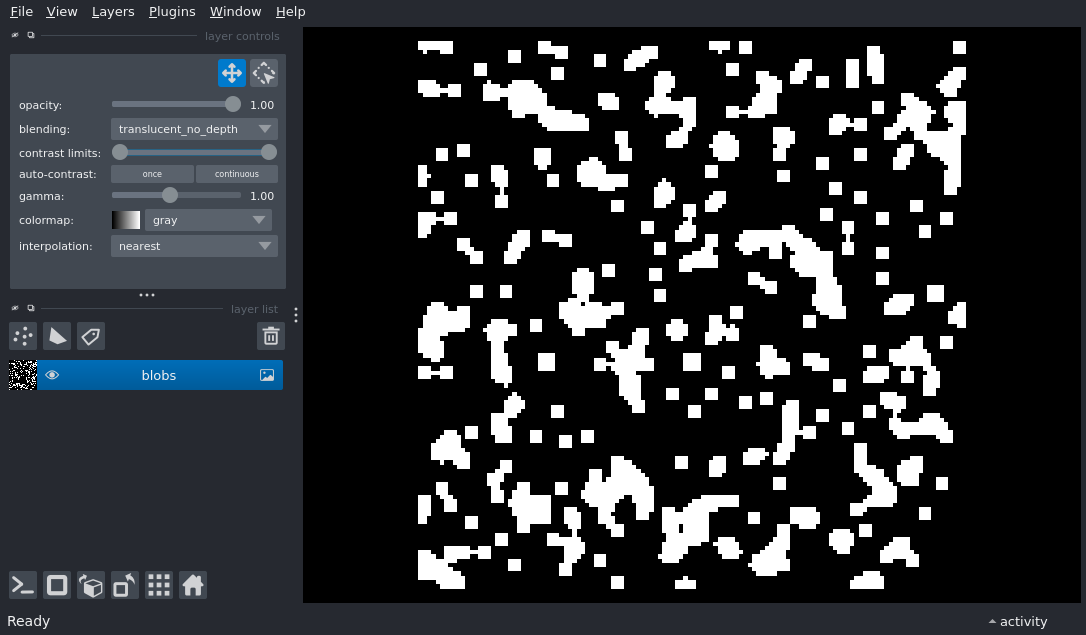 File View Layers Plugins Window Help
layer controls
opacity: 1.00
blending: translucent_no_depth
contrast limits:
auto-contrast: once continuous
gamma: 1.00
colormap: gray
interpolation: nearest
layer list
blobs
Ready
activity